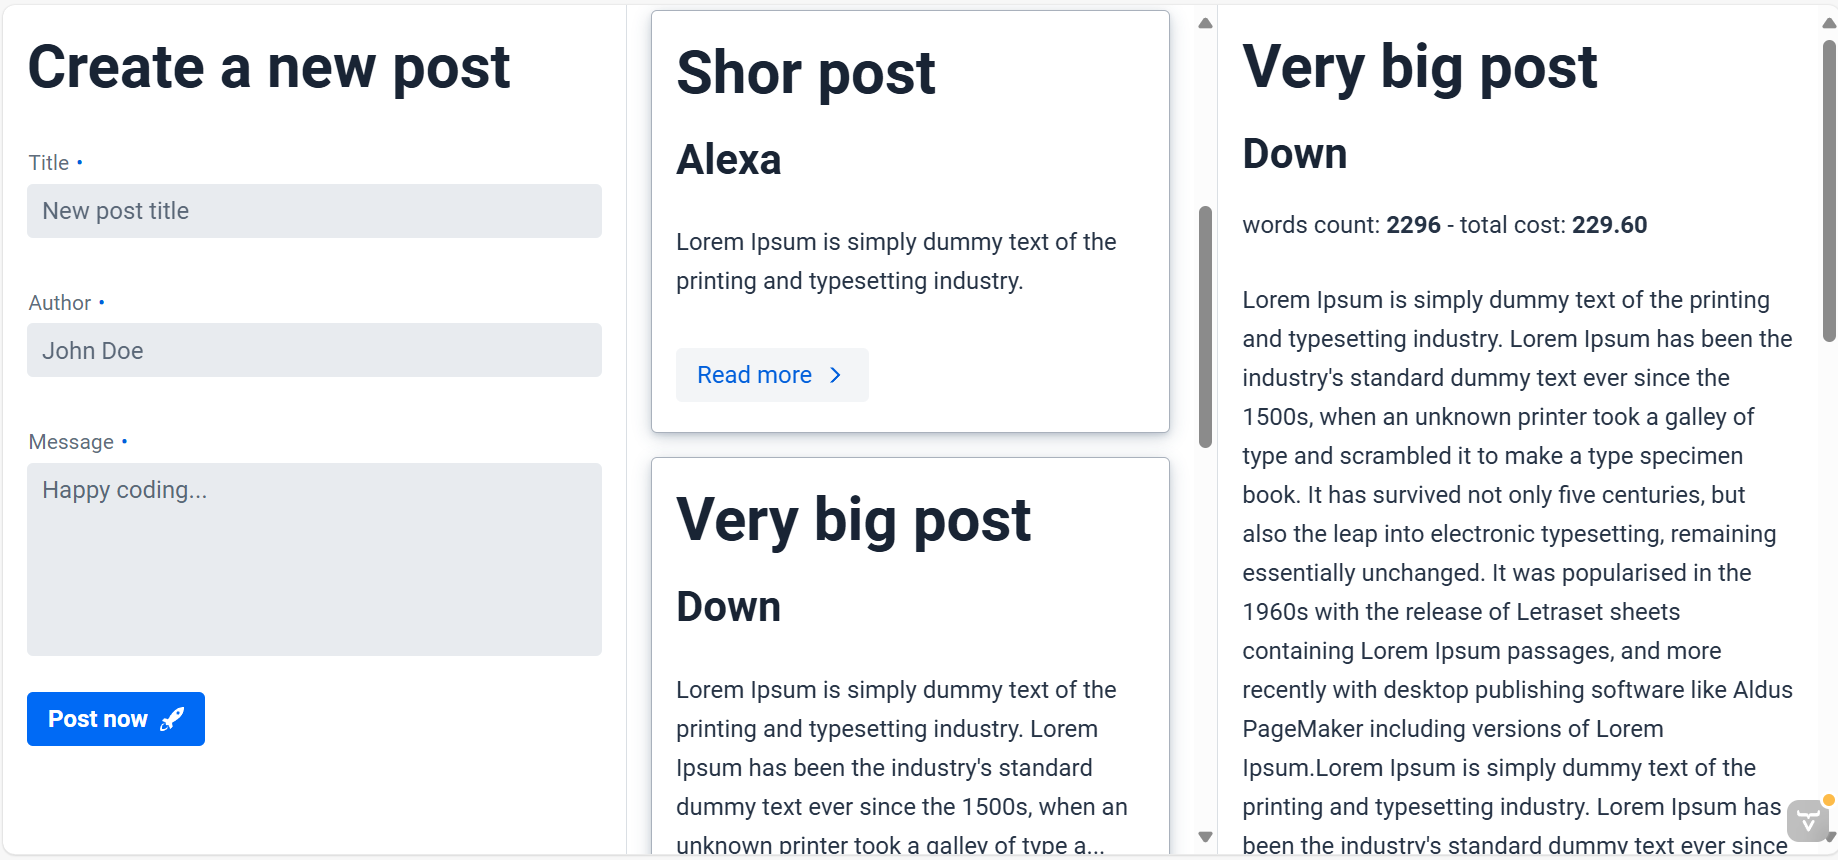 Create a new post
Title •
New post title
Author •
John Doe
Message •
Happy coding...
Post now
Shor post
Alexa
Lorem Ipsum is simply dummy text of the
printing and typesetting industry.
Read more
Very big post
Down
Lorem Ipsum is simply dummy text of the
printing and typesetting industry. Lorem
Ipsum has been the industry's standard
dummy text ever since the 1500s, when an
unknown printer took a galley of type a...
Very big post
Down
words count: 2296 - total cost: 229.60
Lorem Ipsum is simply dummy text of the printing
and typesetting industry. Lorem Ipsum has been the
industry's standard dummy text ever since the
1500s, when an unknown printer took a galley of
type and scrambled it to make a type specimen
book. It has survived not only five centuries, but
also the leap into electronic typesetting, remaining
essentially unchanged. It was popularised in the
1960s with the release of Letraset sheets
containing Lorem Ipsum passages, and more
recently with desktop publishing software like Aldus
PageMaker including versions of Lorem
Ipsum.Lorem Ipsum is simply dummy text of the
printing and typesetting industry. Lorem Ipsum has
been the industry's standard dummy text ever since